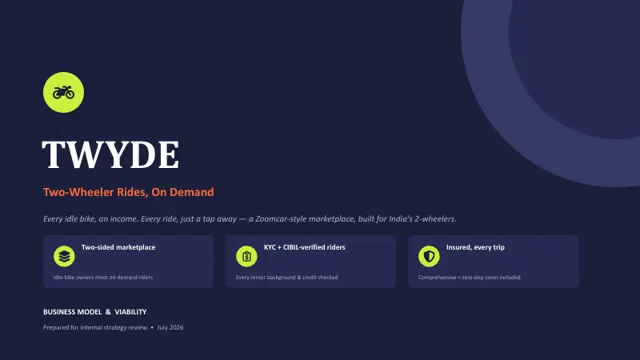 TWYDE
Two-Wheeler Rides, On Demand
Every idle bike, an income. Every ride, just a tap away — a Zoomcar-style marketplace, built for India's 2-wheelers.
Two-sided marketplace
Idle-bike owners meet on-demand riders.
KYC + CIBIL-verified riders
Every renter background & credit checked
Insured, every trip
Comprehensive + zero-dep cover included
BUSINESS MODEL & VIABILITY
Prepared for internal strategy review • July 2026